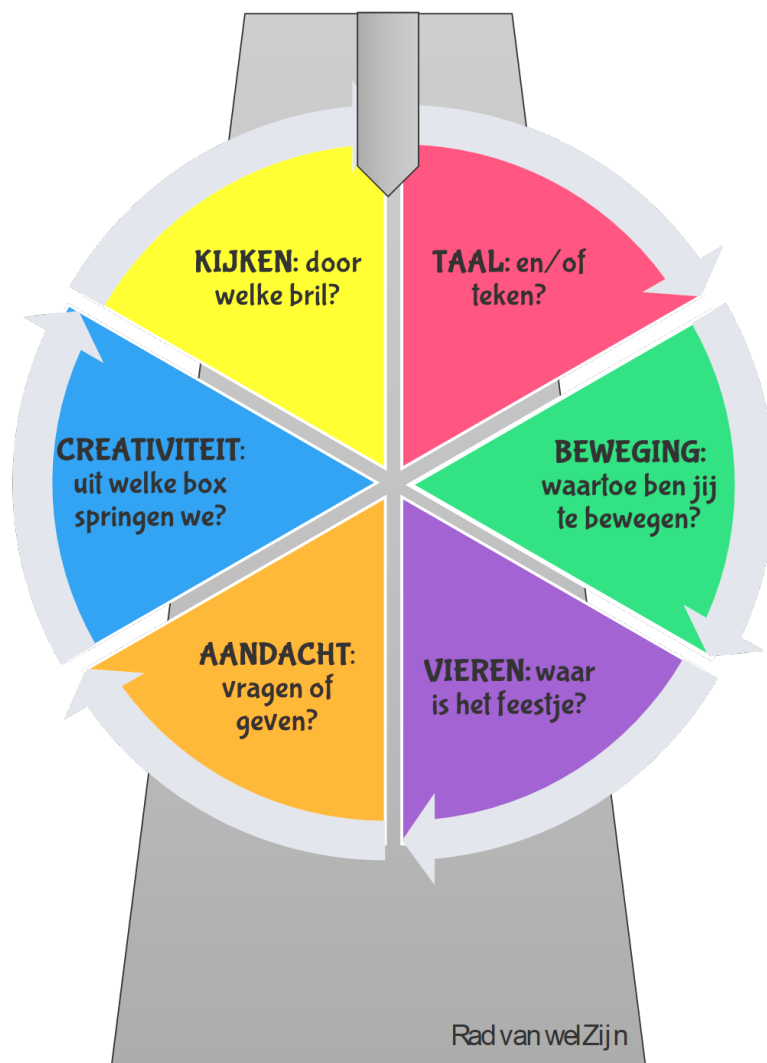 KIJKEN: door
welke bril?
TAAL: en/of
teken?
BEWEGING:
waartoe ben jij
te bewegen?
VIEREN: waar
is het feestje?
AANDACHT:
vragen of
geven?
CREATIVITEIT:
uit welke box
springen we?
Rad van welZijn